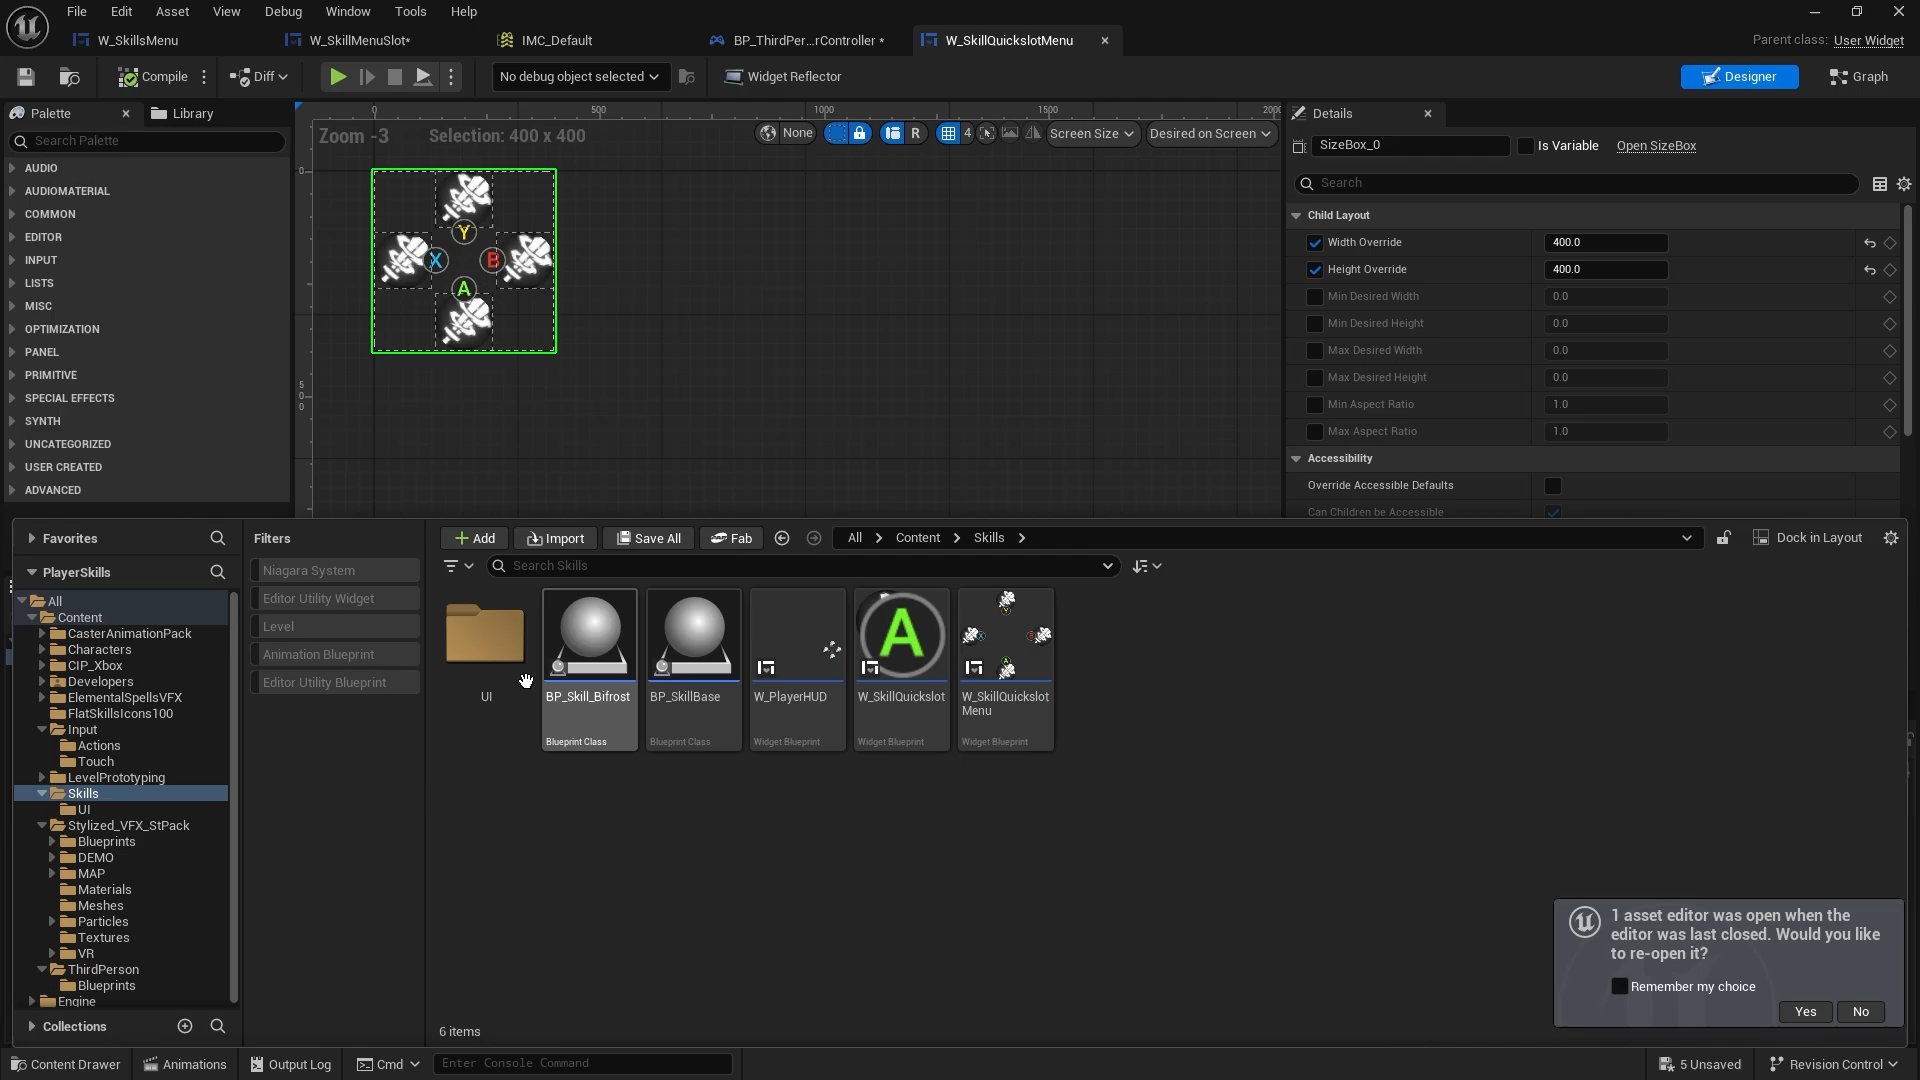 File Edit Asset View Debug Window Tools Help
W_SkillsMenu W_SkillMenuSlot* IMC_Default BP_ThirdPer...rController * W_SkillQuickslotMenu Parent class: User Widget
Compile Diff No debug object selected Widget Reflector Designer Graph
Palette Library
Search Palette
AUDIO
AUDIOMATERIAL
COMMON
EDITOR
INPUT
LISTS
MISC
OPTIMIZATION
PANEL
PRIMITIVE
SPECIAL EFFECTS
SYNTH
UNCATEGORIZED
USER CREATED
ADVANCED
0 500 1000 1500 2000
Zoom -3 Selection: 400 x 400 None R 4 Screen Size Desired on Screen
0
Y
X B
A
5
0
0
Details
SizeBox_0 Is Variable Open SizeBox
Search
Child Layout
Width Override 400.0
Height Override 400.0
Min Desired Width 0.0
Min Desired Height 0.0
Max Desired Width 0.0
Max Desired Height 0.0
Min Aspect Ratio 1.0
Max Aspect Ratio 1.0
Accessibility
Override Accessible Defaults
Can Children be Accessible
Favorites
PlayerSkills
All
Content
CasterAnimationPack
Characters
CIP_Xbox
Developers
ElementalSpellsVFX
FlatSkillsIcons100
Input
Actions
Touch
LevelPrototyping
Skills
UI
Stylized_VFX_StPack
Blueprints
DEMO
MAP
Materials
Meshes
Particles
Textures
VR
ThirdPerson
Blueprints
Engine
Collections
Filters
Niagara System
Editor Utility Widget
Level
Animation Blueprint
Editor Utility Blueprint
Add Import Save All Fab All Content Skills Dock in Layout
Search Skills
UI
BP_Skill_Bifrost
Blueprint Class
BP_SkillBase
Blueprint Class
W_PlayerHUD
Widget Blueprint
A
W_SkillQuickslot
Widget Blueprint
Y
X B
A
W_SkillQuickslot
Menu
Widget Blueprint
6 items
1 asset editor was open when the
editor was last closed. Would you like
to re-open it?
Remember my choice
Yes No
Content Drawer Animations Output Log Cmd Enter Console Command 5 Unsaved Revision Control